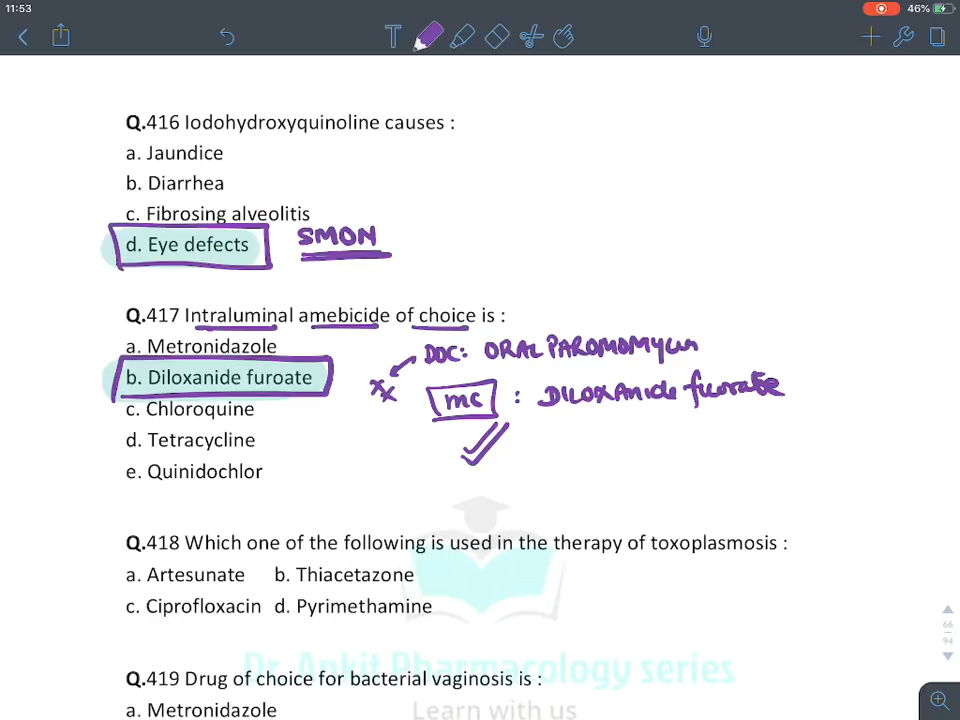 11:53
46%
T
Q.416 Iodohydroxyquinoline causes :
a. Jaundice
b. Diarrhea
c. Fibrosing alveolitis
d. Eye defects SMON
Q.417 Intraluminal amebicide of choice is :
a. Metronidazole
DOC: ORAL PAROMOMYCIN
b. Diloxanide furoate
xx
MC : DILOXANIDE furoate
c. Chloroquine
d. Tetracycline
e. Quinidochlor
Q.418 Which one of the following is used in the therapy of toxoplasmosis :
a. Artesunate b. Thiacetazone
c. Ciprofloxacin d. Pyrimethamine
66
94
Dr. Ankit Pharmacology series
Q.419 Drug of choice for bacterial vaginosis is :
a. Metronidazole
Learn with us